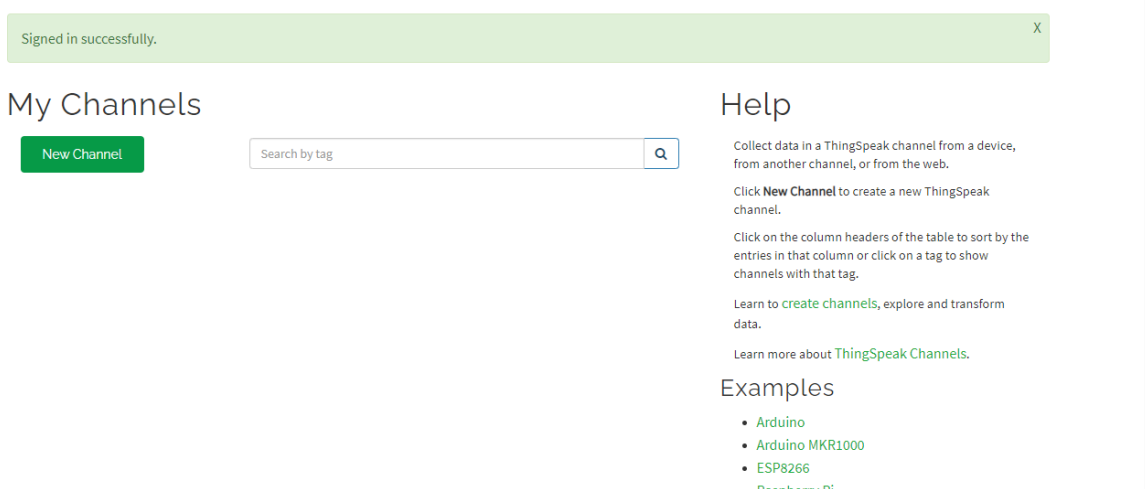 Signed in successfully.
X
My Channels
New Channel
Search by tag
Help
Collect data in a ThingSpeak channel from a device,
from another channel, or from the web.
Click New Channel to create a new ThingSpeak
channel.
Click on the column headers of the table to sort by the
entries in that column or click on a tag to show
channels with that tag.
Learn to create channels, explore and transform
data.
Learn more about ThingSpeak Channels.
Examples
Arduino
Arduino MKR1000
ESP8266
Raspberry Pi